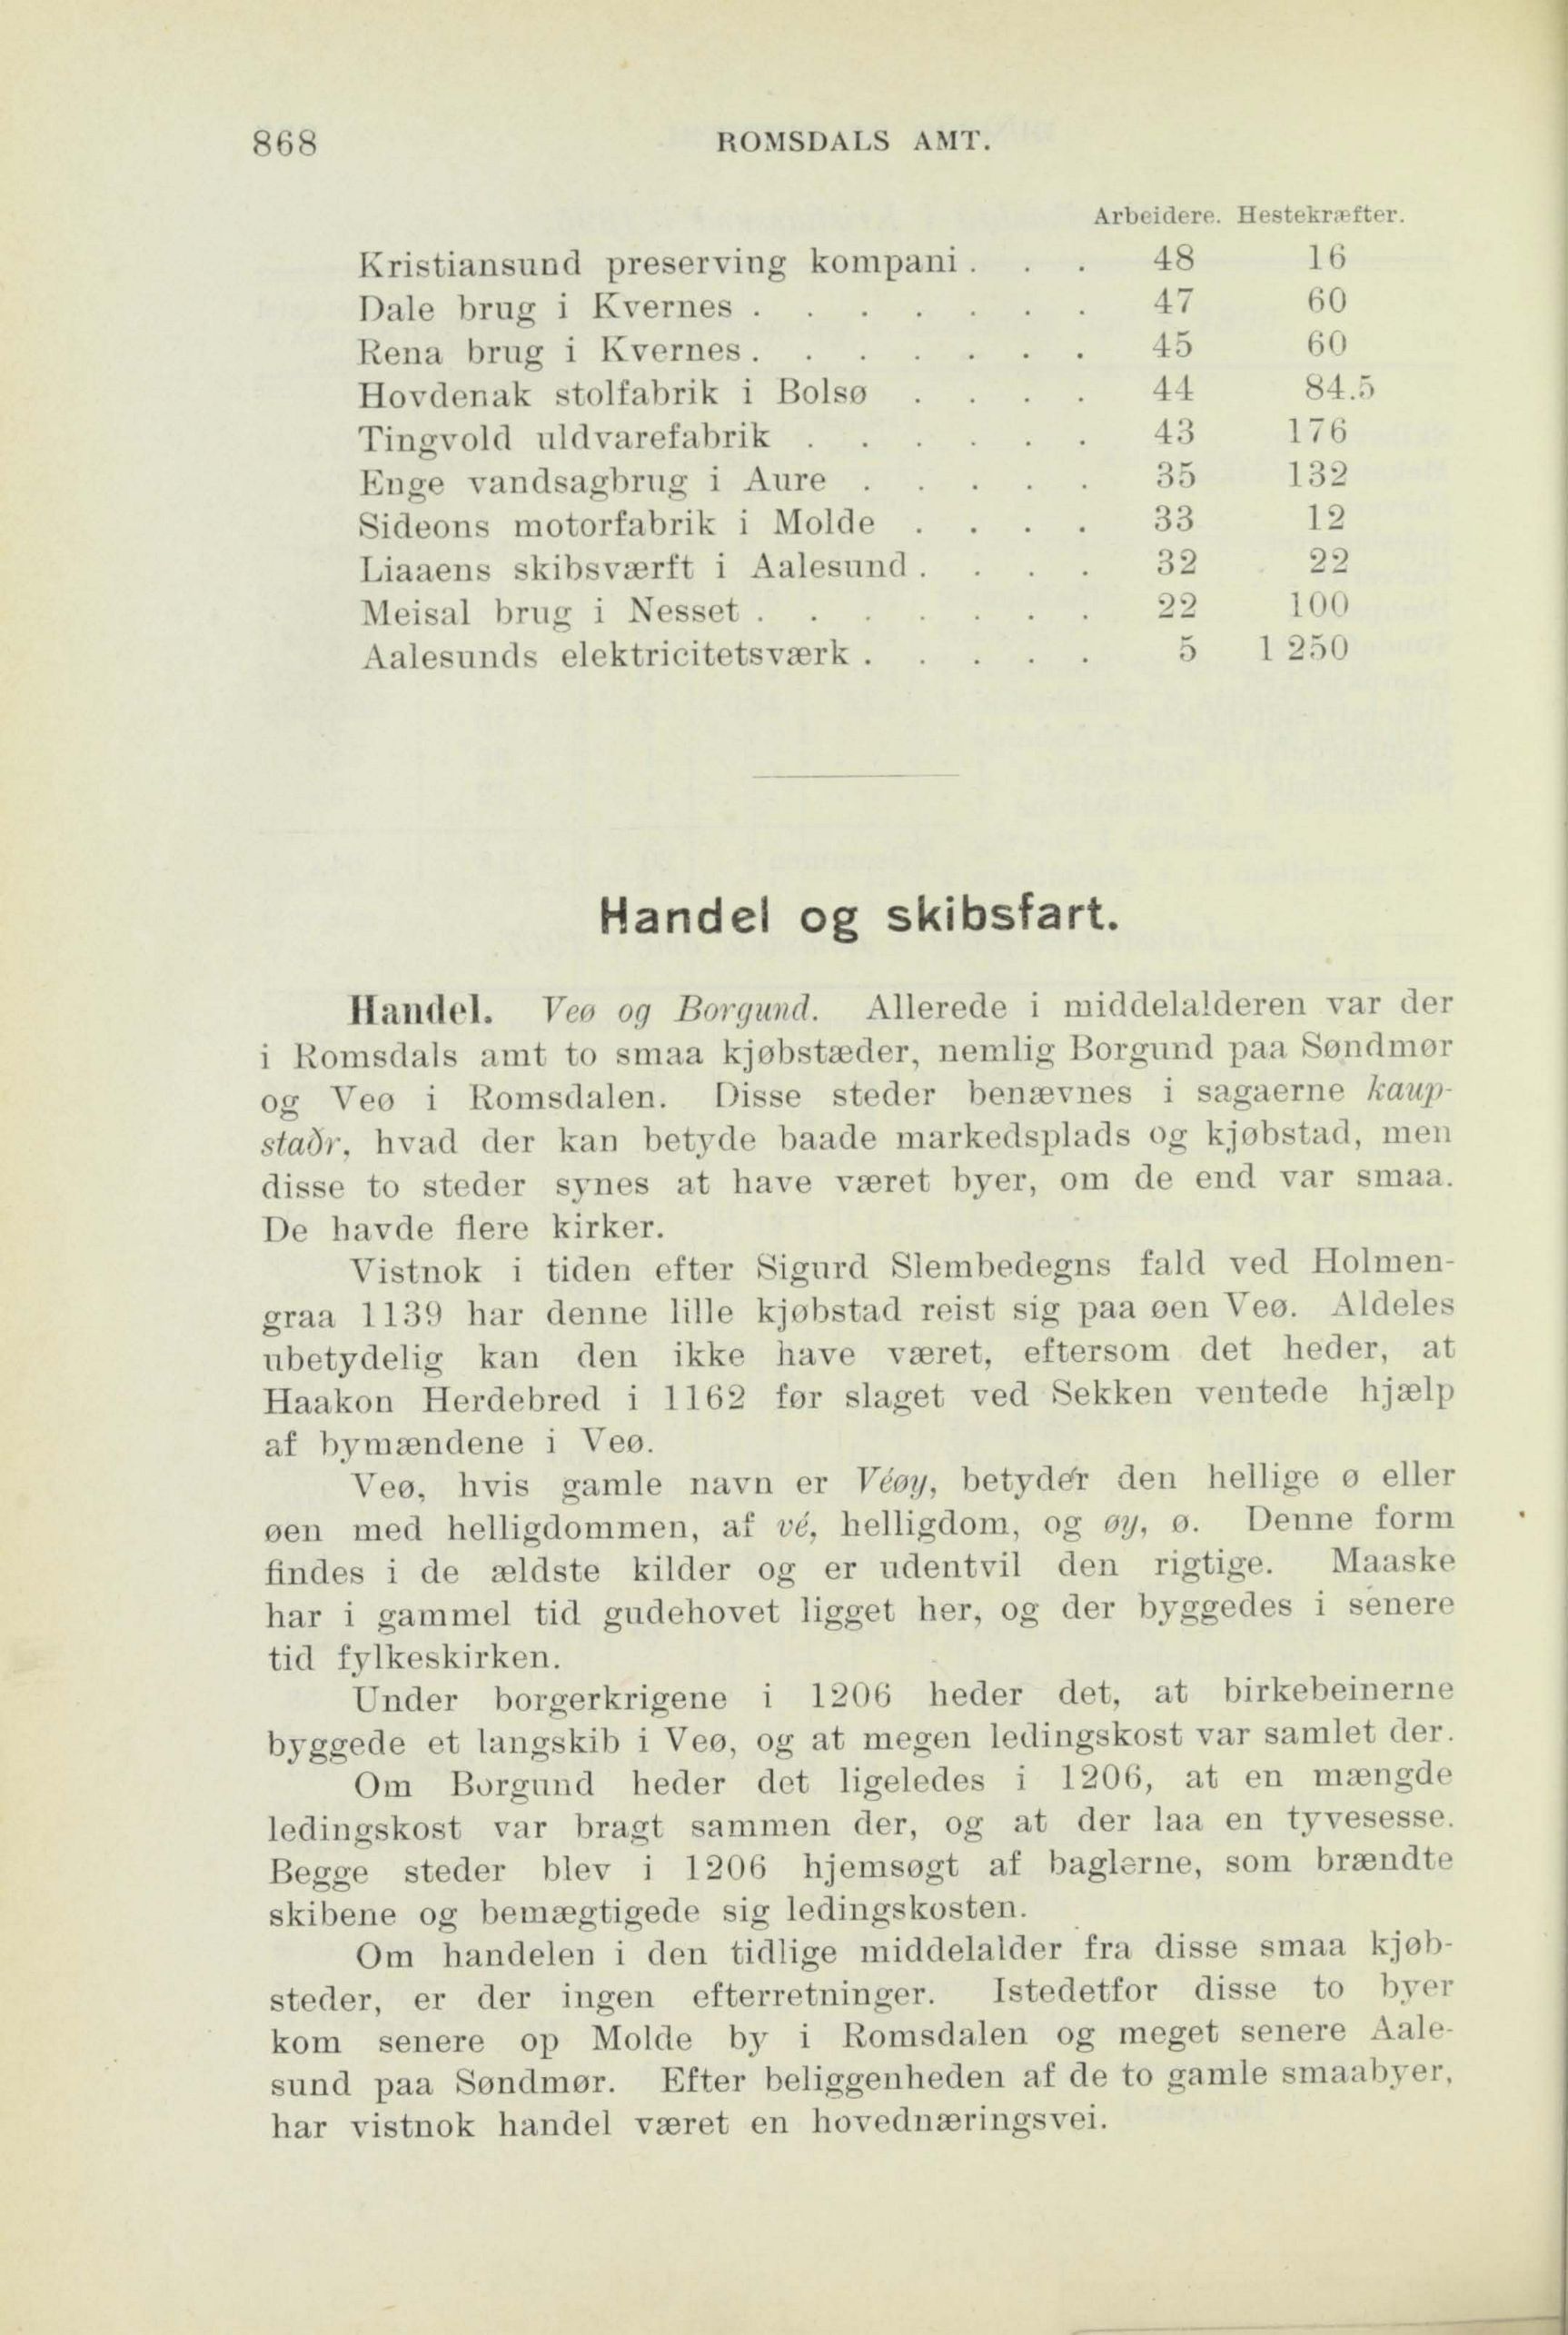 868
ROMSDALS AMT.
Arbeidere. Hestekræfter.
Kristiansund preserving kompani . . . 48 16
Dale brug i Kvernes . . . . . . . 47 60
Rena brug i Kvernes . . . . . . . 45 60
Hovdenak stolfabrik i Bolsø . . . . 44 84.5
Tingvold uldvarefabrik . . . . . . 43 176
Enge vandsagbrug i Aure . . . . . 35 132
Sideons motorfabrik i Molde . . . . 33 12
Liaaens skibsværft i Aalesund . . . . 32 22
Meisal brug i Nesset . . . . . . . 22 100
Aalesunds elektricitetsværk . . . . . 5 1 250
Handel og skibsfart.
Handel. Veø og Borgund. Allerede i middelalderen var der
i Romsdals amt to smaa kjøbstæder, nemlig Borgund paa Søndmør
og Veø i Romsdalen. Disse steder benævnes i sagaerne kaup-
staðr, hvad der kan betyde baade markedsplads og kjøbstad, men
disse to steder synes at have været byer, om de end var smaa.
De havde flere kirker.
Vistnok i tiden efter Sigurd Slembedegns fald ved Holmen-
graa 1139 har denne lille kjøbstad reist sig paa øen Veø. Aldeles
ubetydelig kan den ikke have været, eftersom det heder, at
Haakon Herdebred i 1162 før slaget ved Sekken ventede hjælp
af bymændene i Veø.
Veø, hvis gamle navn er Véøy, betyder den hellige ø eller
øen med helligdommen, af vé, helligdom, og øy, ø. Denne form
findes i de ældste kilder og er udentvil den rigtige. Maaske
har i gammel tid gudehovet ligget her, og der byggedes i senere
tid fylkeskirken.
Under borgerkrigene i 1206 heder det, at birkebeinerne
byggede et langskib i Veø, og at megen ledingskost var samlet der.
Om Borgund heder det ligeledes i 1206, at en mængde
ledingskost var bragt sammen der, og at der laa en tyvesesse.
Begge steder blev i 1206 hjemsøgt af baglerne, som brændte
skibene og bemægtigede sig ledingskosten.
Om handelen i den tidlige middelalder fra disse smaa kjøb-
steder, er der ingen efterretninger. Istedetfor disse to byer
kom senere op Molde by i Romsdalen og meget senere Aale-
sund paa Søndmør. Efter beliggenheden af de to gamle smaabyer,
har vistnok handel været en hovednæringsvei.